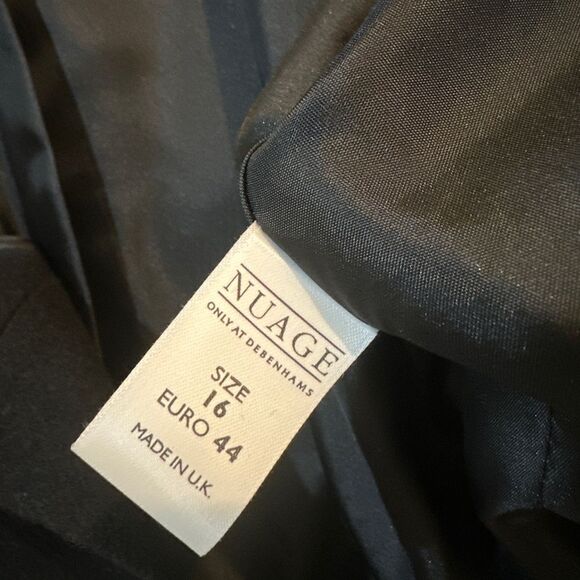 NUAGE
ONLY AT DEBENHAMS
SIZE
16
EURO 44
MADE IN U.K.